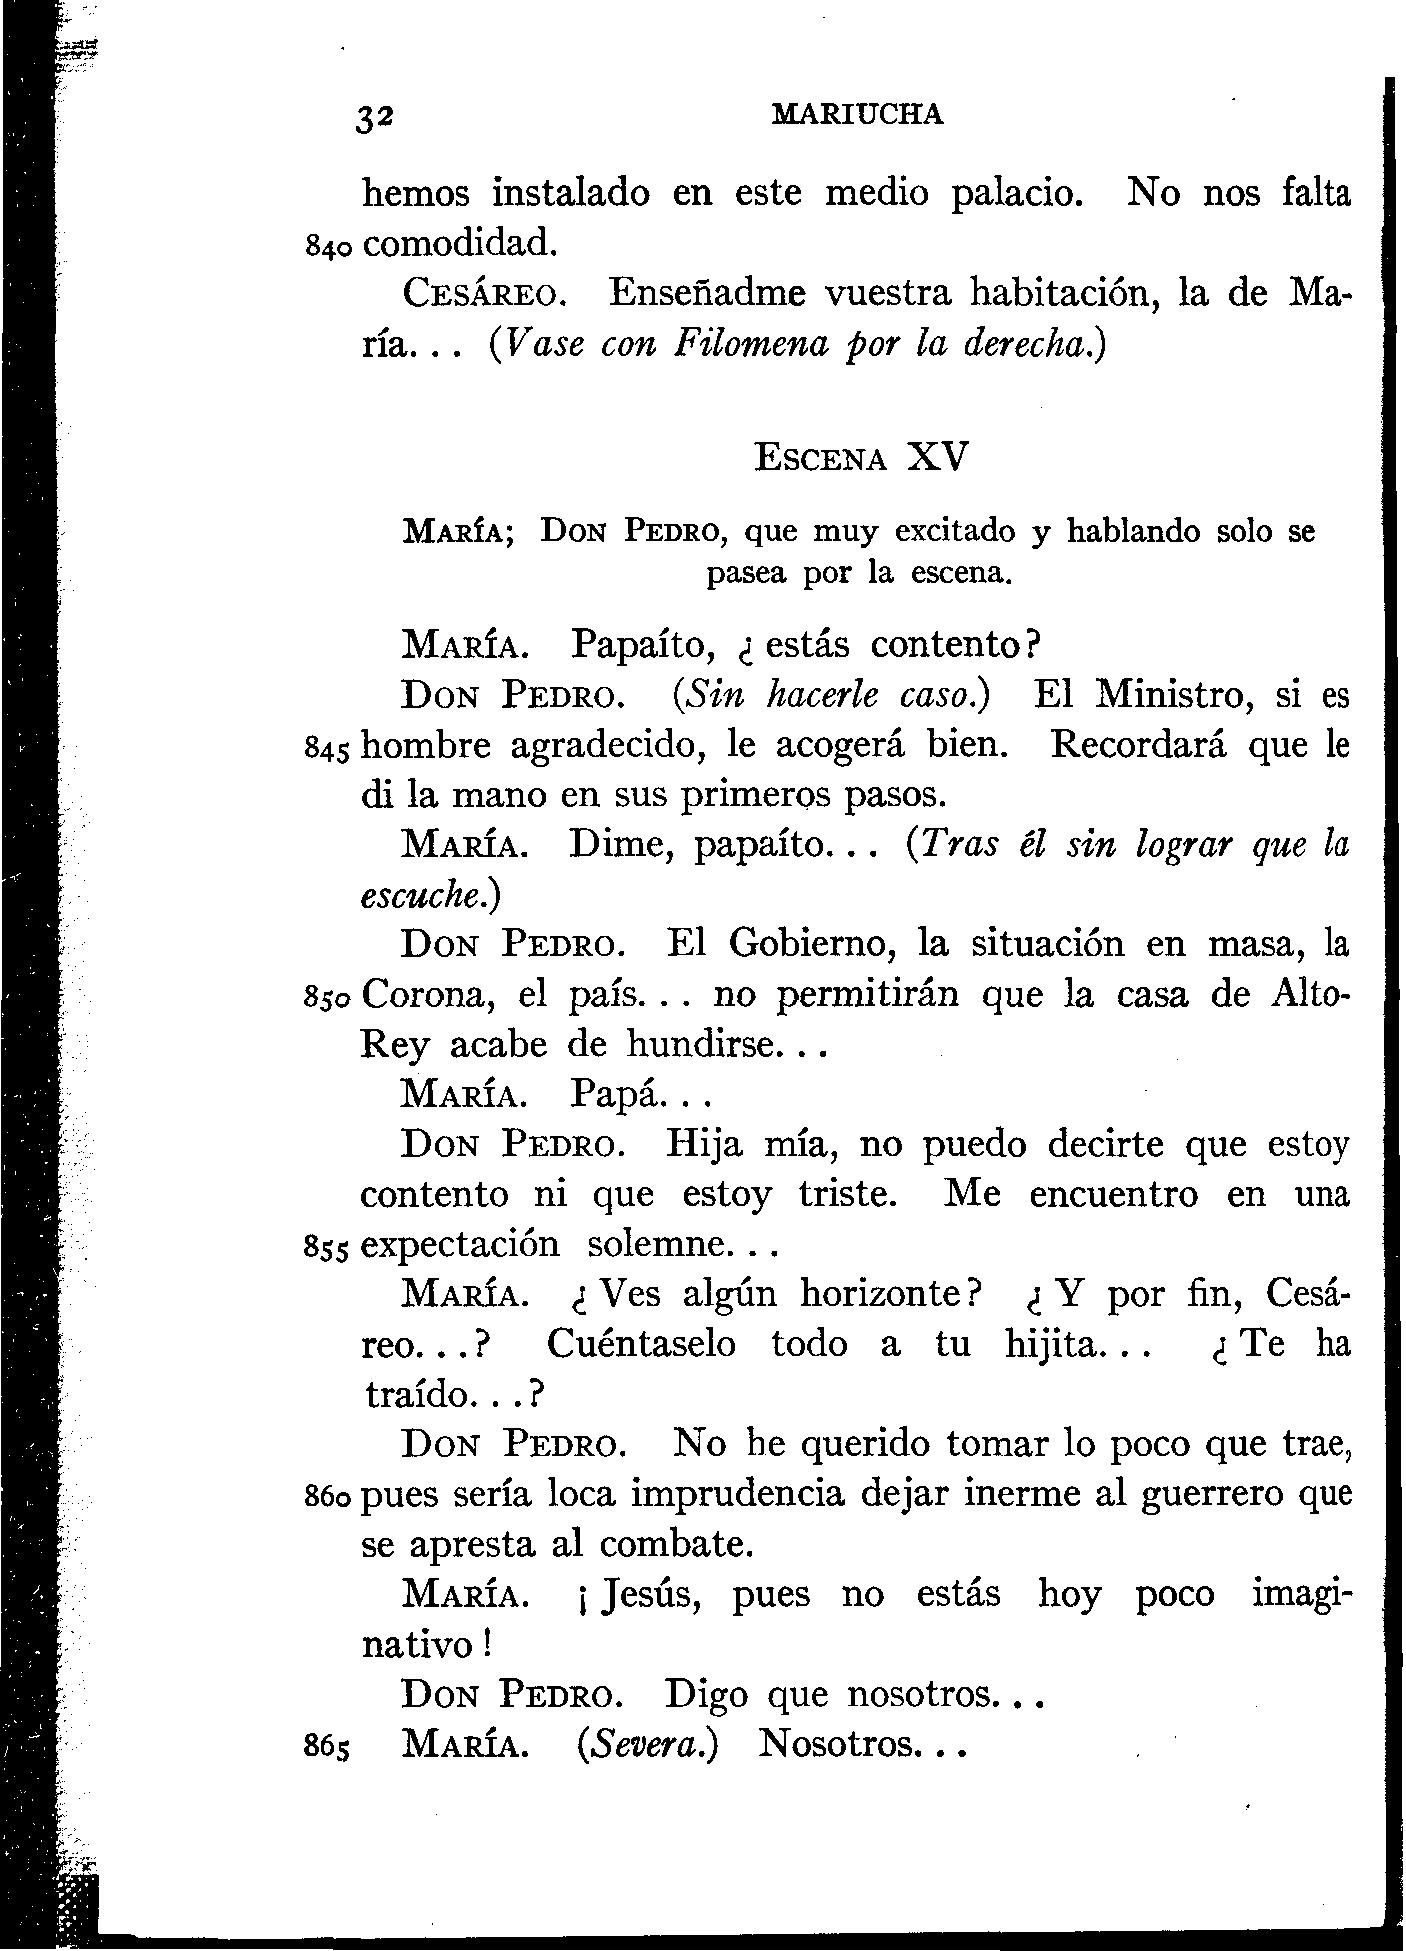 32 MARIUCHA
hemos instalado en este medio palacio. No nos falta
840 comodidad.
CESÁREO. Enseñadme vuestra habitación, la de Ma-
ría. . . (Vase con Filomena por la derecha.)
ESCENA XV
MARÍA; DON PEDRO, que muy excitado y hablando solo se
pasea por la escena.
MARÍA. Papaíto, ¿ estás contento?
DON PEDRO. (Sin hacerle caso.) El Ministro, si es
845 hombre agradecido, le acogerá bien. Recordará que le
di la mano en sus primeros pasos.
MARÍA. Dime, papaíto. . . (Tras él sin lograr que la
escuche.)
DON PEDRO. El Gobierno, la situación en masa, la
850 Corona, el país. . . no permitirán que la casa de Alto-
Rey acabe de hundirse. . .
MARÍA. Papá. . .
DON PEDRO. Hija mía, no puedo decirte que estoy
contento ni que estoy triste. Me encuentro en una
855 expectación solemne. . .
MARÍA. ¿ Ves algún horizonte? ¿ Y por fin, Cesá-
reo. . .? Cuéntaselo todo a tu hijita. . . ¿ Te ha
traído. . .?
DON PEDRO. No he querido tomar lo poco que trae,
860 pues sería loca imprudencia dejar inerme al guerrero que
se apresta al combate.
MARÍA. ¡ Jesús, pues no estás hoy poco imagi-
nativo !
DON PEDRO. Digo que nosotros. . .
865 MARÍA. (Severa.) Nosotros. . .